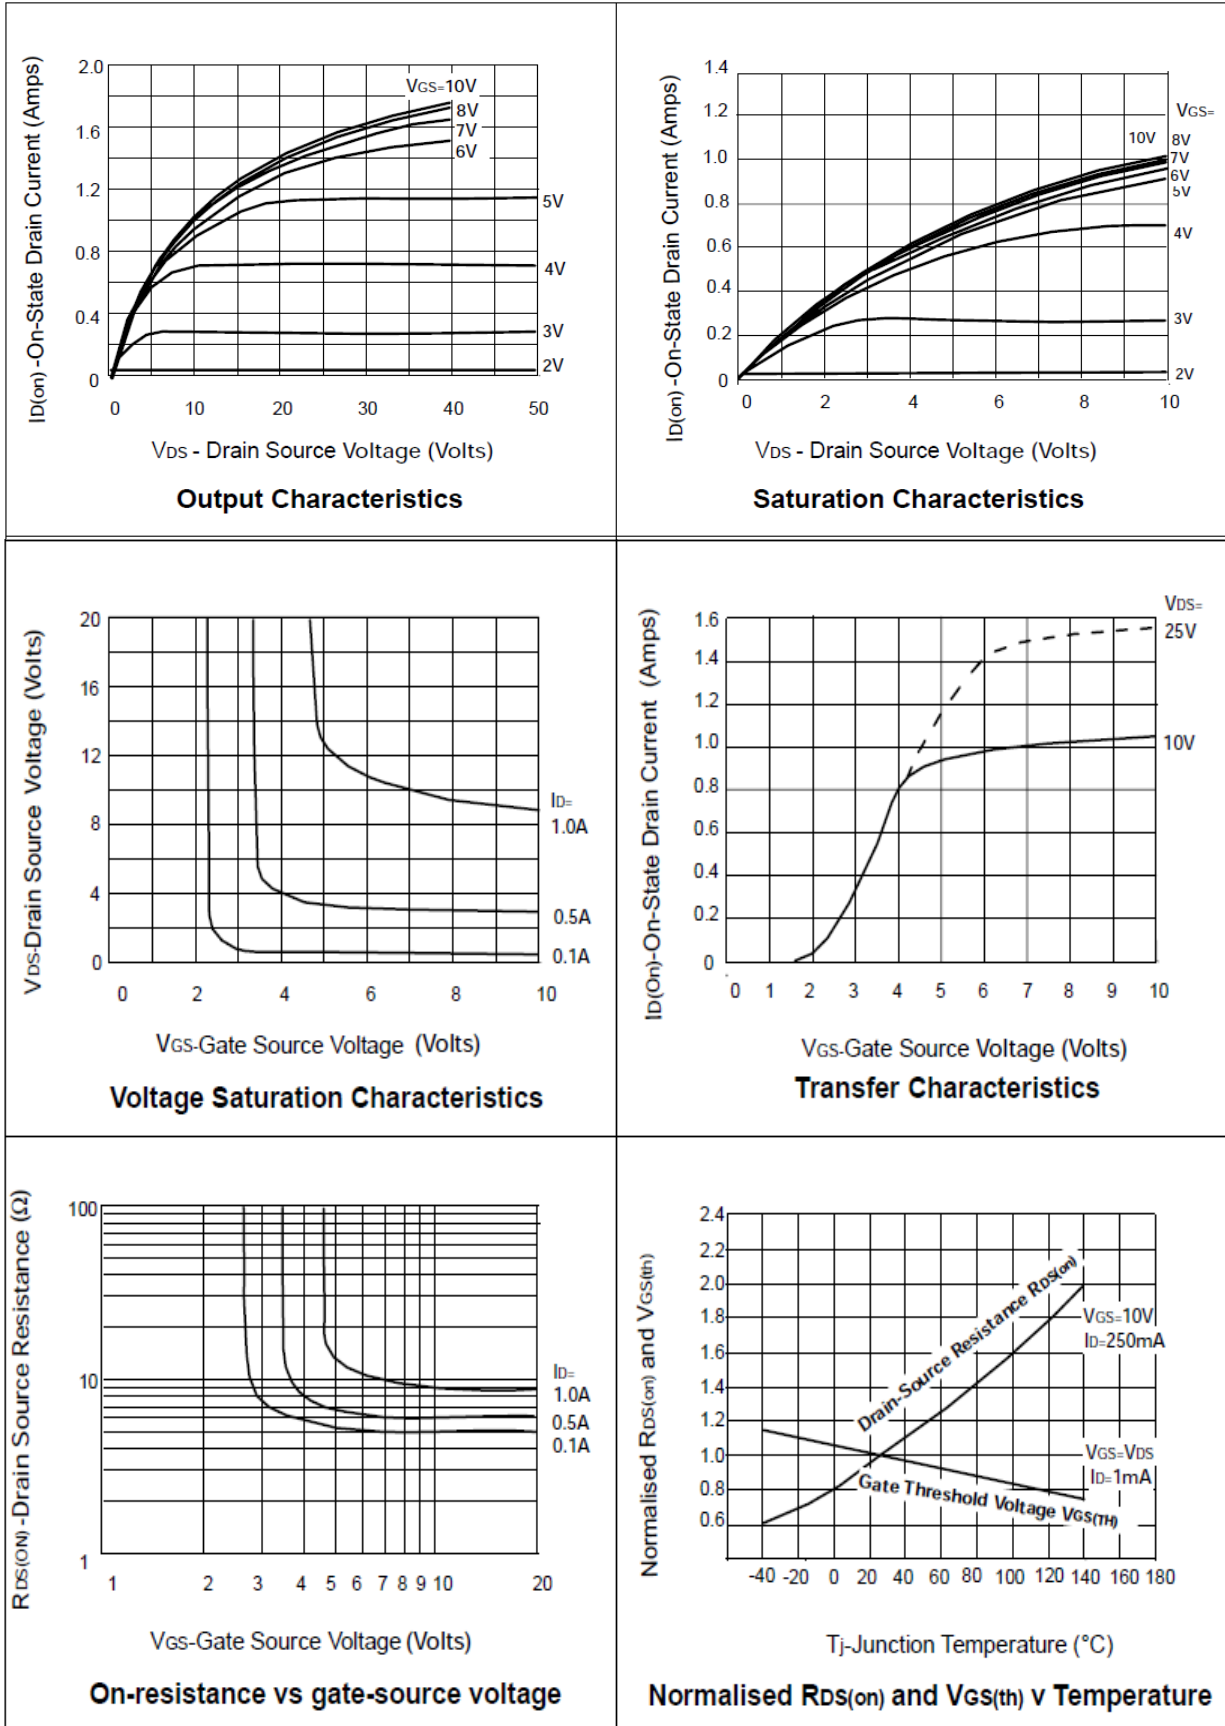 ID(on) -On-State Drain Current (Amps)
2.0
1.6
1.2
0.8
0.4
0
VGS=10V
8V
7V
6V
5V
4V
3V
2V
0 10 20 30 40 50
VDS - Drain Source Voltage (Volts)
Output Characteristics
ID(on) -On-State Drain Current (Amps)
1.4
1.2
1.0
0.8
0.6
0.4
0.2
0
VGS=
10V 8V
7V
6V
5V
4V
3V
2V
0 2 4 6 8 10
VDS - Drain Source Voltage (Volts)
Saturation Characteristics
VDS-Drain Source Voltage (Volts)
20
16
12
8
4
0
ID=
1.0A
0.5A
0.1A
0 2 4 6 8 10
VGS-Gate Source Voltage (Volts)
Voltage Saturation Characteristics
ID(On)-On-State Drain Current (Amps)
1.6
1.4
1.2
1.0
0.8
0.6
0.4
0.2
0
VDS=
25V
10V
0 1 2 3 4 5 6 7 8 9 10
VGS-Gate Source Voltage (Volts)
Transfer Characteristics
RDS(ON) -Drain Source Resistance (Ω)
100
10
1
ID=
1.0A
0.5A
0.1A
1 2 3 4 5 6 7 8 9 10 20
VGS-Gate Source Voltage (Volts)
On-resistance vs gate-source voltage
Normalised RDS(on) and VGS(th)
2.4
2.2
2.0
1.8
1.6
1.4
1.2
1.0
0.8
0.6
Drain-Source Resistance RDS(on)
VGS=10V
ID=250mA
VGS=VDS
ID=1mA
Gate Threshold Voltage VGS(TH)
-40 -20 0 20 40 60 80 100 120 140 160 180
Tj-Junction Temperature (°C)
Normalised RDS(on) and VGS(th) v Temperature